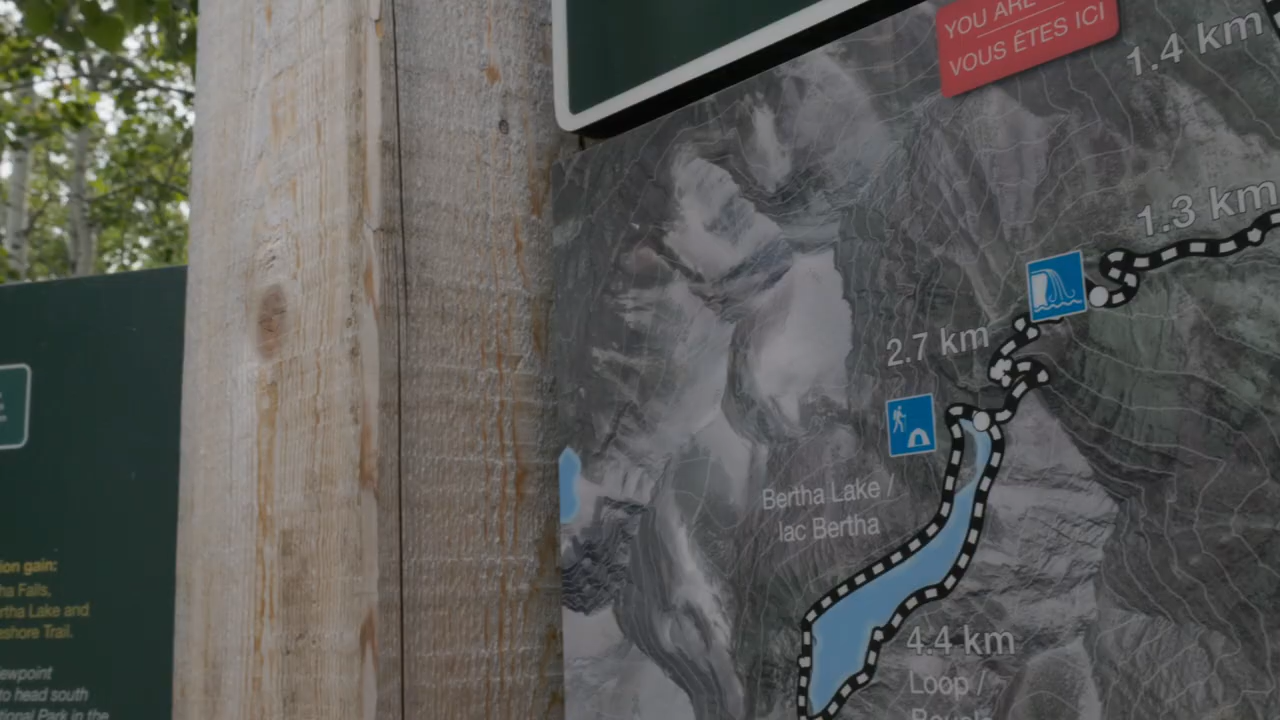 YOU ARE
VOUS ÊTES ICI
1.4 km
1.3 km
2.7 km
Bertha Lake /
lac Bertha
4.4 km
Loop /
ion gain:
ha Falls,
rtha Lake and
eshore Trail.
iewpoint
to head south
tional Park in the